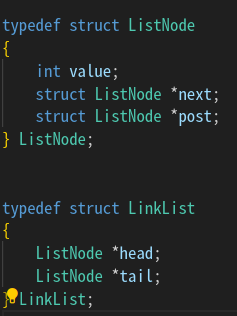 typedef struct ListNode
{
    int value;
    struct ListNode *next;
    struct ListNode *post;
} ListNode;
typedef struct LinkList
{
    ListNode *head;
    ListNode *tail;
} LinkList;